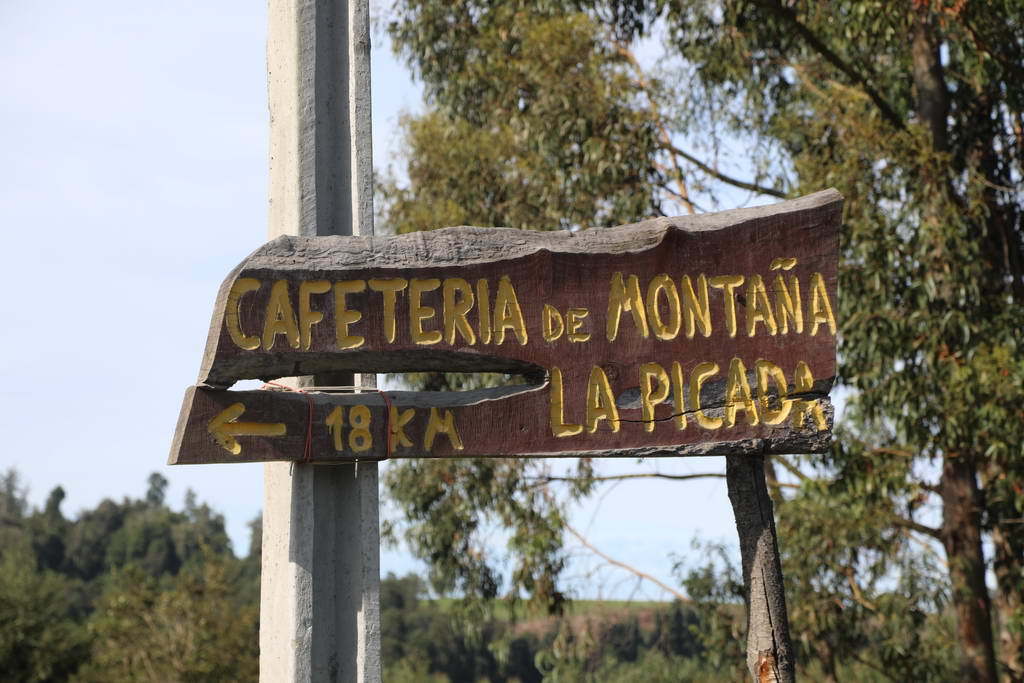 CAFETERIA DE MONTAÑA
LA PICADA
← 18 KM